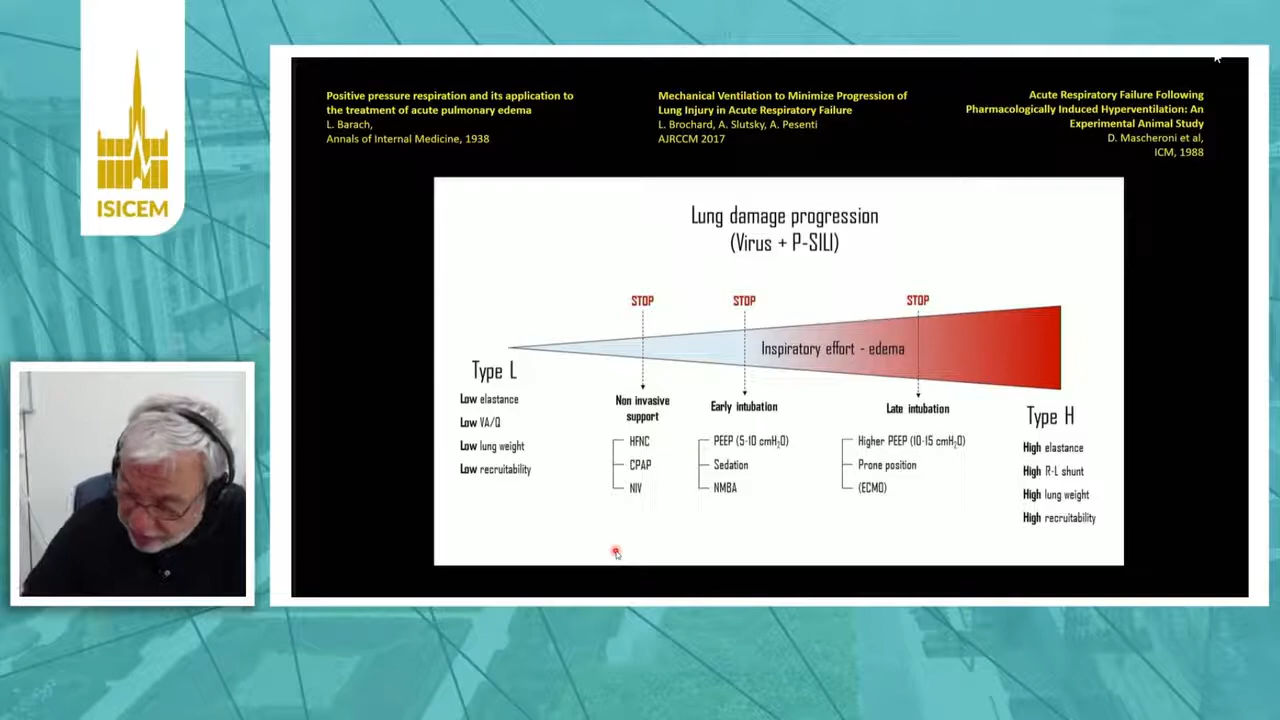 ISICEM
Positive pressure respiration and its application to
the treatment of acute pulmonary edema
L. Barach,
Annals of Internal Medicine, 1938
Mechanical Ventilation to Minimize Progression of
Lung Injury in Acute Respiratory Failure
L. Brochard, A. Slutsky, A. Pesenti
AJRCCM 2017
Acute Respiratory Failure Following
Pharmacologically Induced Hyperventilation: An
Experimental Animal Study
D. Mascheroni et al,
ICM, 1988
Lung damage progression
(Virus + P-SILI)
STOP
STOP
STOP
Inspiratory effort - edema
Type L
Low elastance
Low VA/Q
Low lung weight
Low recruitability
Non invasive
support
HFNC
CPAP
NIV
Early intubation
PEEP (5-10 cmH₂O)
Sedation
NMBA
Late intubation
Higher PEEP (10-15 cmH₂O)
Prone position
(ECMO)
Type H
High elastance
High R-L shunt
High lung weight
High recruitability